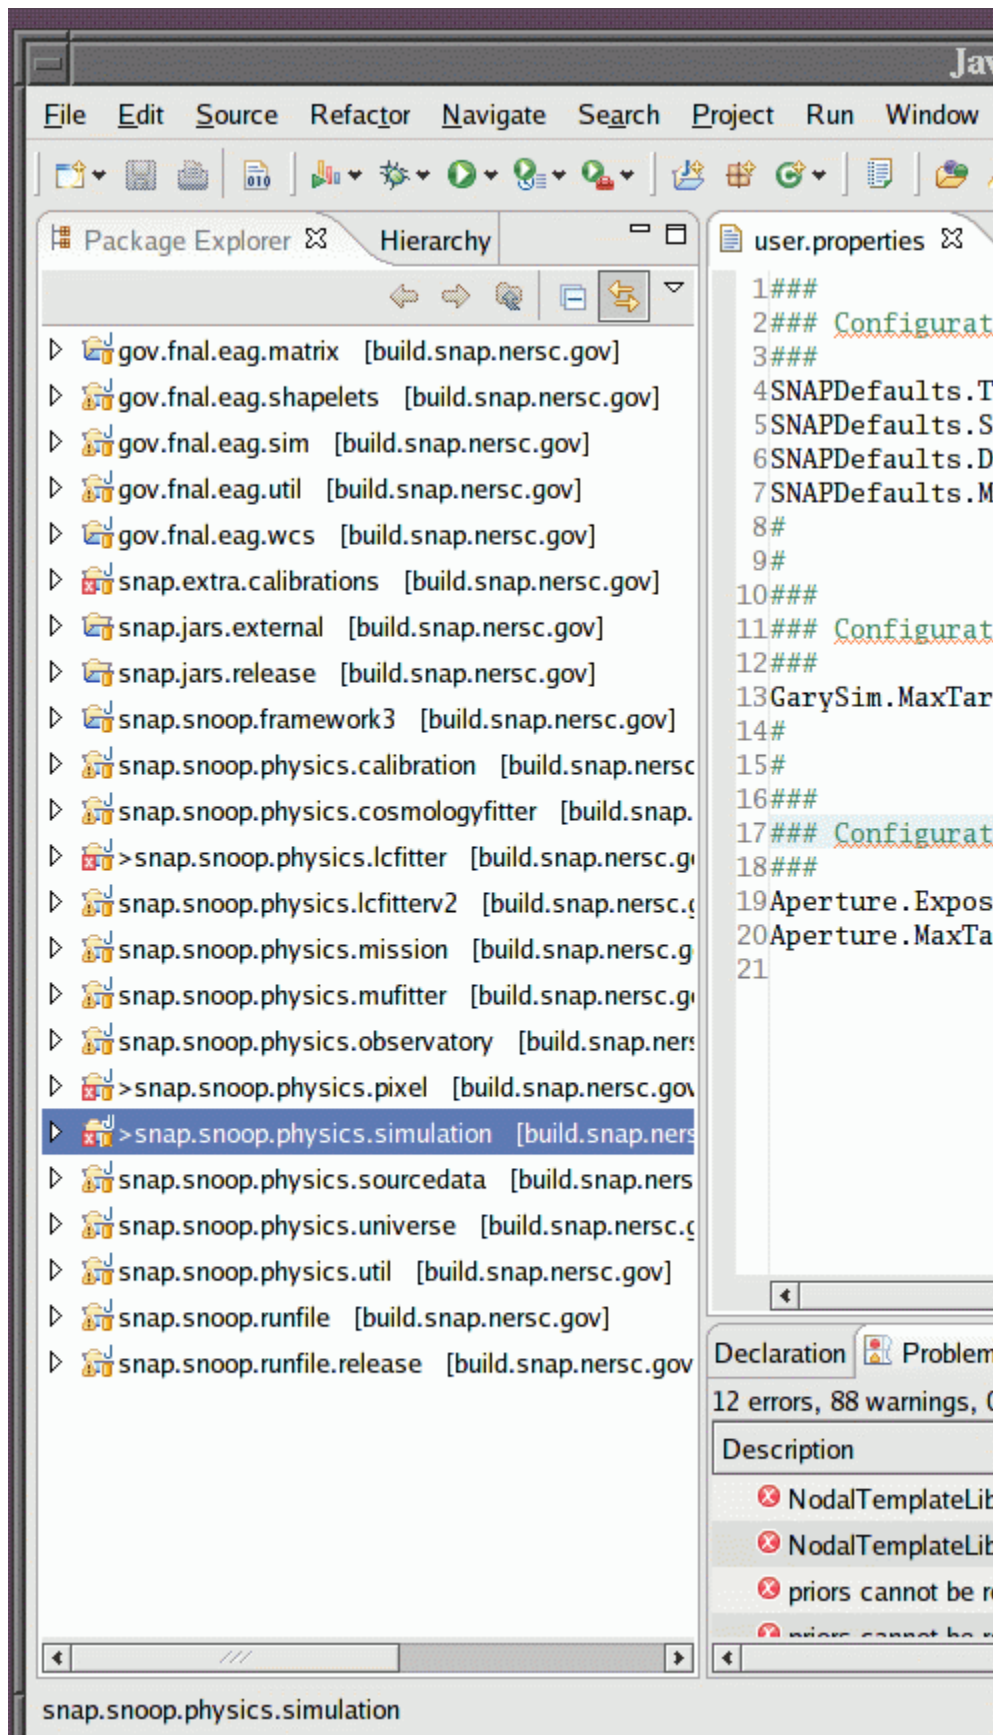 Jav
File Edit Source Refactor Navigate Search Project Run Window
010
Package Explorer Hierarchy
gov.fnal.eag.matrix [build.snap.nersc.gov]
gov.fnal.eag.shapelets [build.snap.nersc.gov]
gov.fnal.eag.sim [build.snap.nersc.gov]
gov.fnal.eag.util [build.snap.nersc.gov]
gov.fnal.eag.wcs [build.snap.nersc.gov]
snap.extra.calibrations [build.snap.nersc.gov]
snap.jars.external [build.snap.nersc.gov]
snap.jars.release [build.snap.nersc.gov]
snap.snoop.framework3 [build.snap.nersc.gov]
snap.snoop.physics.calibration [build.snap.nersc
snap.snoop.physics.cosmologyfitter [build.snap.
>snap.snoop.physics.lcfitter [build.snap.nersc.g
snap.snoop.physics.lcfitterv2 [build.snap.nersc.g
snap.snoop.physics.mission [build.snap.nersc.g
snap.snoop.physics.mufitter [build.snap.nersc.g
snap.snoop.physics.observatory [build.snap.ners
>snap.snoop.physics.pixel [build.snap.nersc.gov
>snap.snoop.physics.simulation [build.snap.ners
snap.snoop.physics.sourcedata [build.snap.ners
snap.snoop.physics.universe [build.snap.nersc.g
snap.snoop.physics.util [build.snap.nersc.gov]
snap.snoop.runfile [build.snap.nersc.gov]
snap.snoop.runfile.release [build.snap.nersc.gov
user.properties
1###
2### Configurat
3###
4SNAPDefaults.T
5SNAPDefaults.S
6SNAPDefaults.D
7SNAPDefaults.M
8#
9#
10###
11### Configurat
12###
13GarySim.MaxTar
14#
15#
16###
17### Configurat
18###
19Aperture.Expos
20Aperture.MaxTa
21
Declaration Problem
12 errors, 88 warnings, 0
Description
NodalTemplateLib
NodalTemplateLib
priors cannot be r
priors cannot be r
snap.snoop.physics.simulation